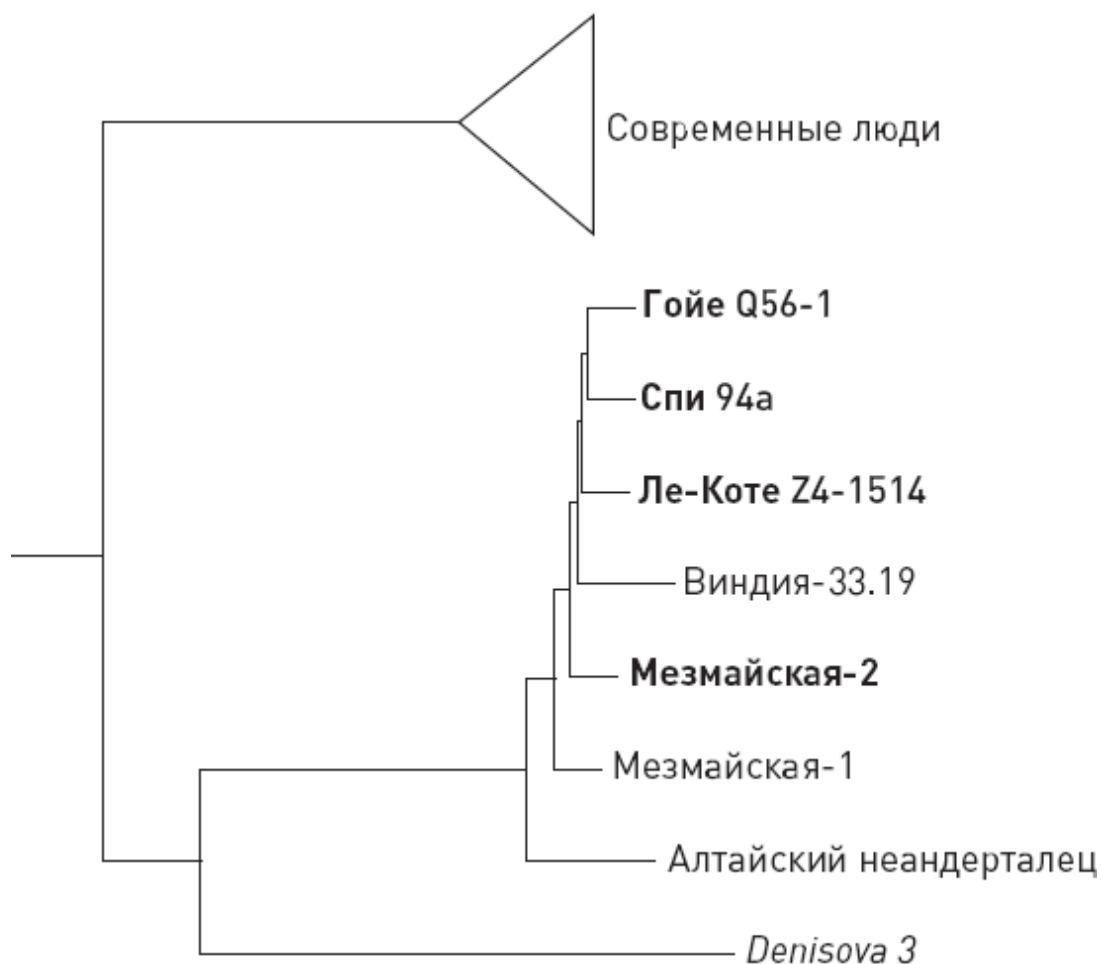 Современные люди
Гойе Q56-1
Спи 94a
Ле-Коте Z4-1514
Виндия-33.19
Мезмайская-2
Мезмайская-1
Алтайский неандерталец
Denisova 3